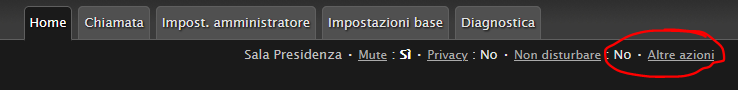 Home Chiamata Impost. amministratore Impostazioni base Diagnostica
Sala Presidenza · Mute : Sì · Privacy : No · Non disturbare : No · Altre azioni